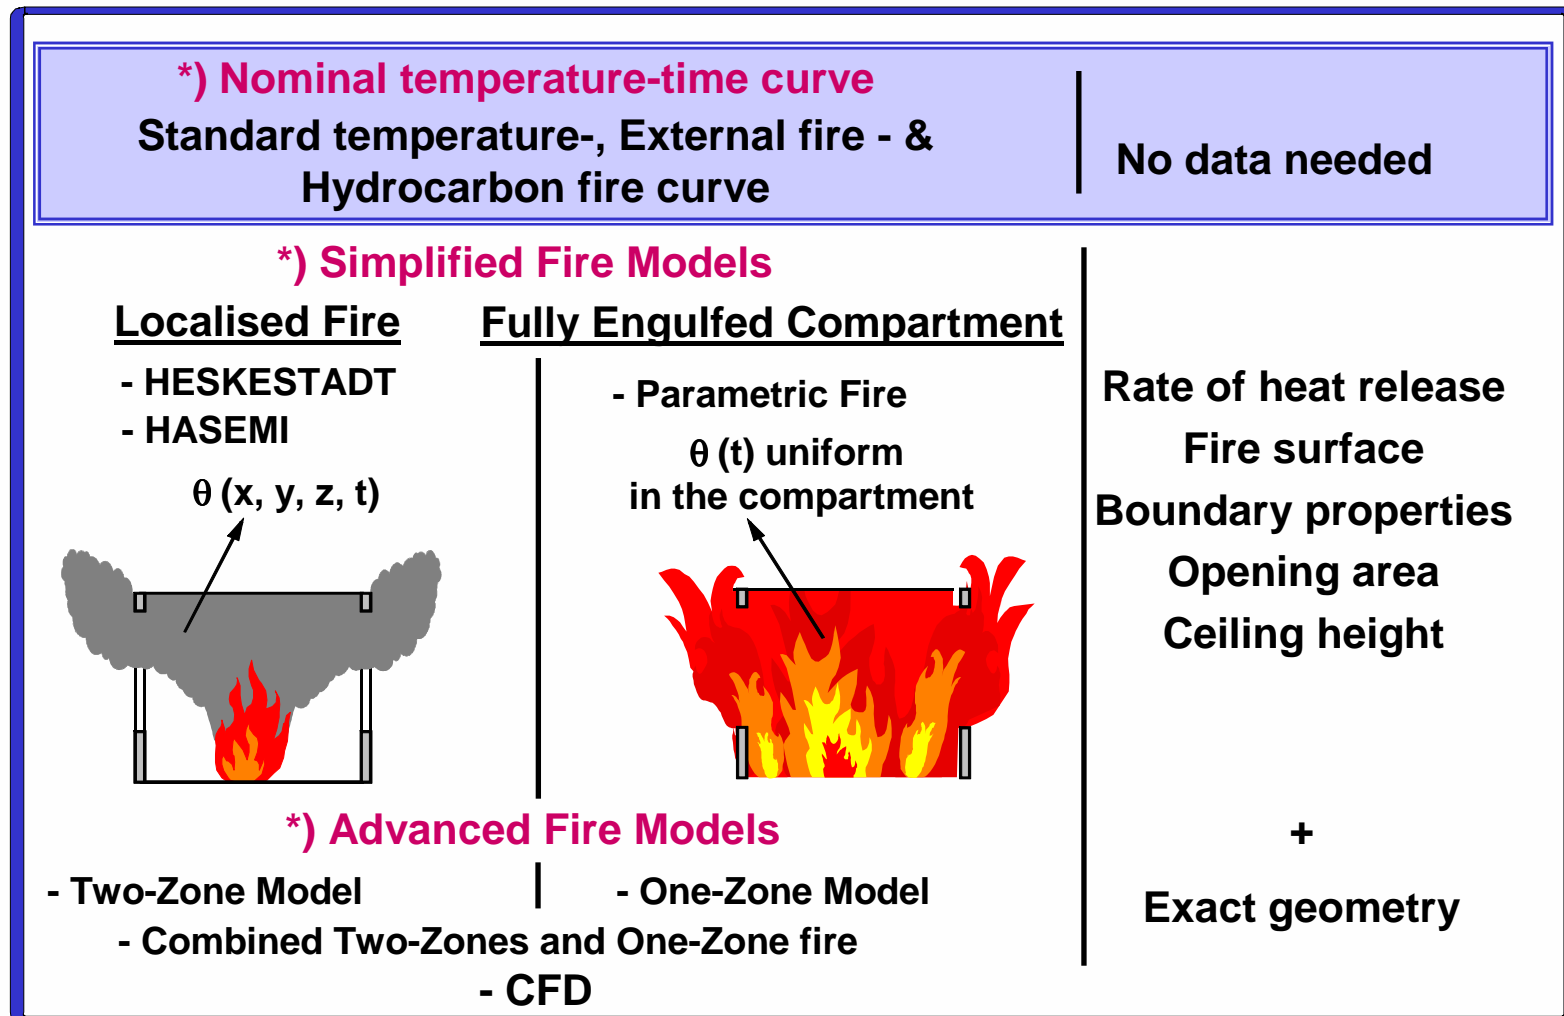 *) Nominal temperature-time curve
Standard temperature-, External fire - &
Hydrocarbon fire curve
No data needed
*) Simplified Fire Models
Localised Fire
- HESKESTADT
- HASEMI
θ (x, y, z, t)
Fully Engulfed Compartment
- Parametric Fire
θ (t) uniform
in the compartment
Rate of heat release
Fire surface
Boundary properties
Opening area
Ceiling height
*) Advanced Fire Models
- Two-Zone Model
- One-Zone Model
- Combined Two-Zones and One-Zone fire
- CFD
+
Exact geometry